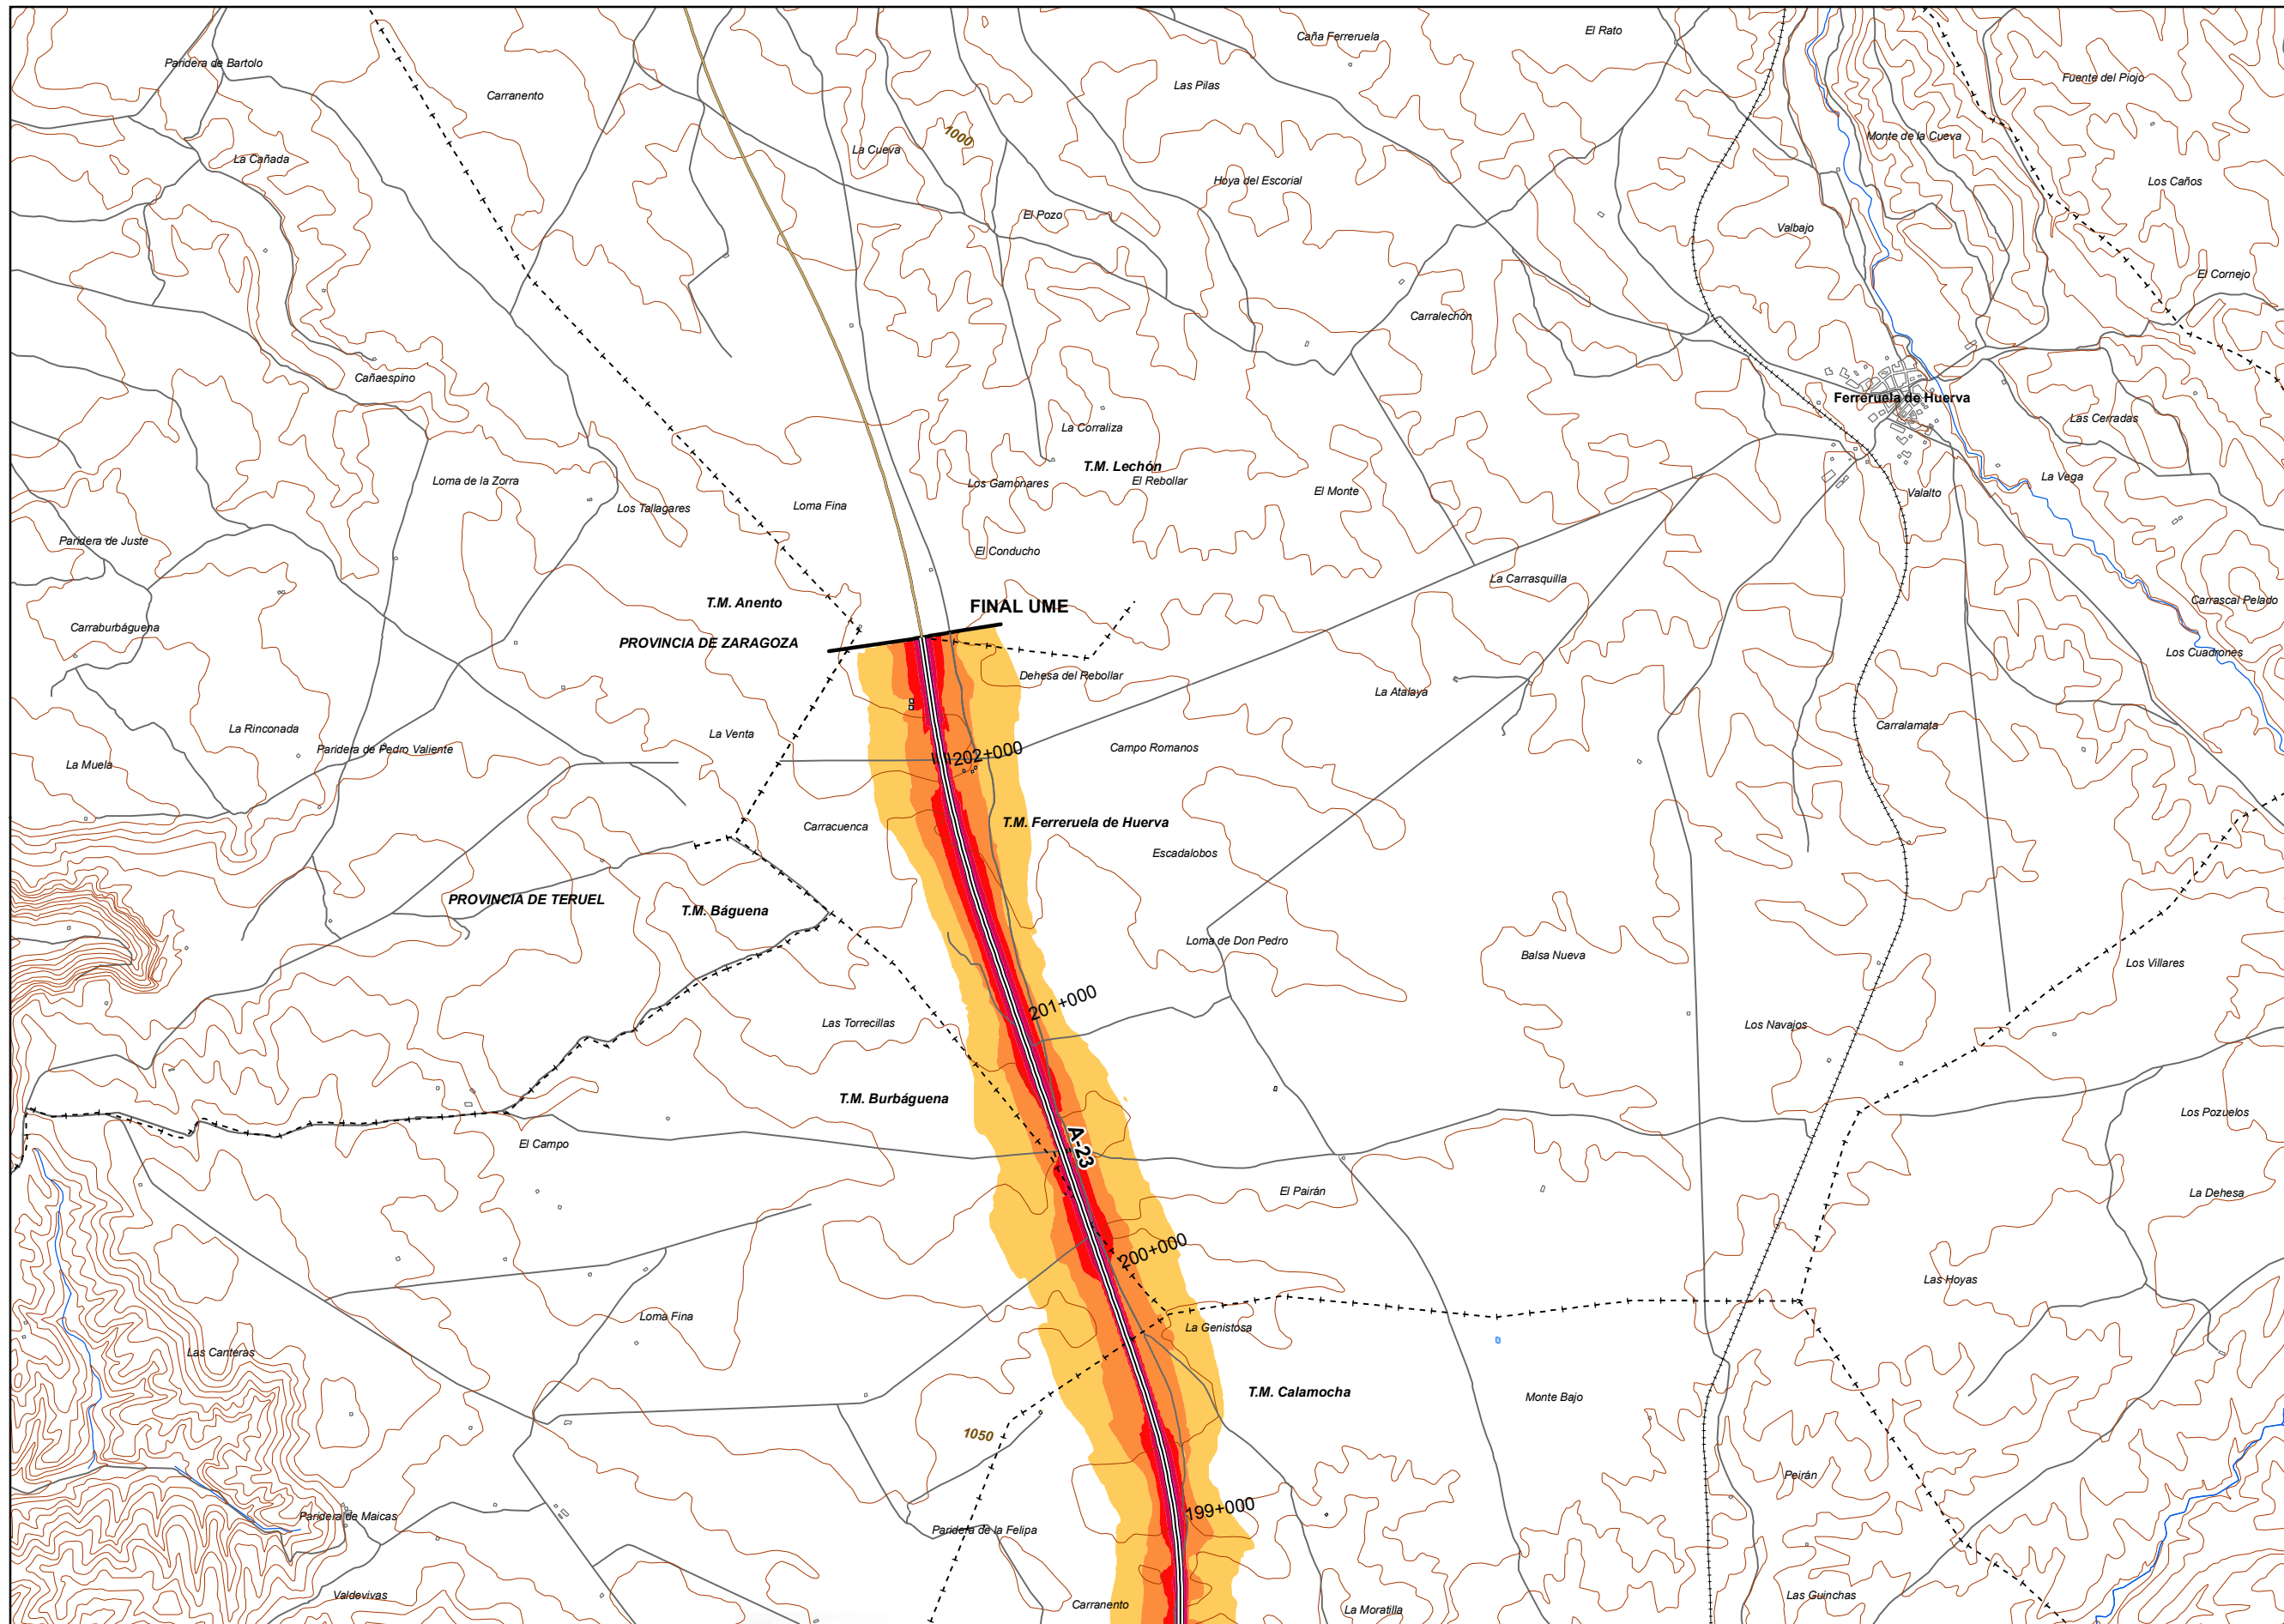 Caña Ferreruela
El Rato
Paridera de Bartolo
Fuente del Piojo
Las Pilas
Carranento
1000
Monte de la Cueva
La Cueva
La Cañada
Hoya del Escorial
Los Caños
El Pozo
Valbajo
El Cornejo
Carralechón
Cañaespino
Ferreruela de Huerva
Las Cerradas
La Corraliza
T.M. Lechón
El Rebollar
Loma de la Zorra
Los Gamonares
El Monte
La Vega
Valalto
Loma Fina
Los Tallagares
Paridera de Juste
El Conducho
La Carrasquilla
T.M. Anento
FINAL UME
Carrascal Pelado
Carraburbáguena
PROVINCIA DE ZARAGOZA
Los Cuadrones
Dehesa del Rebollar
La Atalaya
La Rinconada
La Venta
Carralamata
Paridera de Pedro Valiente
Campo Romanos
202+000
La Muela
Carracuenca
T.M. Ferreruela de Huerva
Escadalobos
PROVINCIA DE TERUEL
T.M. Báguena
Loma de Don Pedro
Balsa Nueva
Los Villares
201+000
Las Torrecillas
Los Navajos
T.M. Burbáguena
Los Pozuelos
El Campo
A-23
El Pairán
La Dehesa
200+000
Las Hoyas
Loma Fina
La Genistosa
Las Canteras
T.M. Calamocha
Monte Bajo
1050
Peirán
199+000
Paridera de Maicas
Paridera de la Felipa
Valdevivas
Carranento
La Moratilla
Las Guinchas